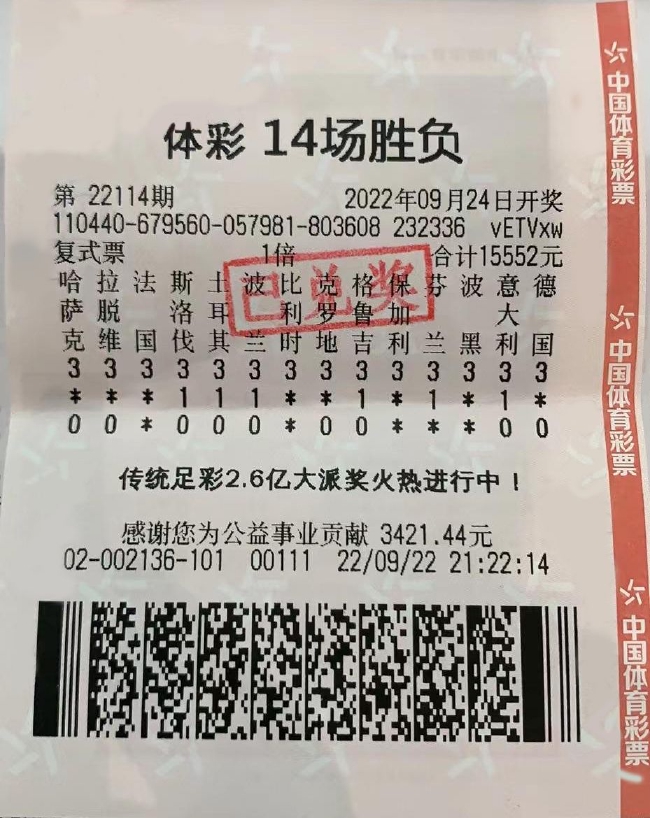 体彩 14场胜负
第 22114期 2022年09月24日开奖
110440-679560-057981-803608 232336 vETVxw
复式票 1倍 合计15552元
已兑奖
哈 拉 法 斯 土 波 比 克 格 保 芬 波 意 德
萨 脱 洛 耳 利 罗 鲁 加 大
克 维 国 伐 其 兰 时 地 吉 利 兰 黑 利 国
3 3 3 3 3 3 3 3 3 3 3 3 3 3
* * * 1 1 1 * * 1 * 1 * 1 *
0 0 * 0 0 0 * 0 0 * * * 0 0
传统足彩2.6亿大派奖火热进行中！
感谢您为公益事业贡献 3421.44元
02-002136-101 00111 22/09/22 21:22:14
中国体育彩票
中国体育彩票
中国体育彩票